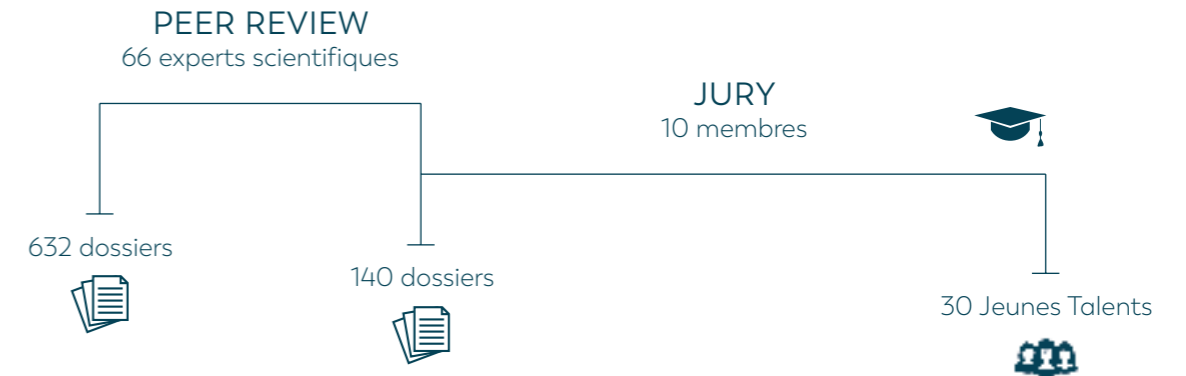 PEER REVIEW
66 experts scientifiques
JURY
10 membres
632 dossiers
140 dossiers
30 Jeunes Talents